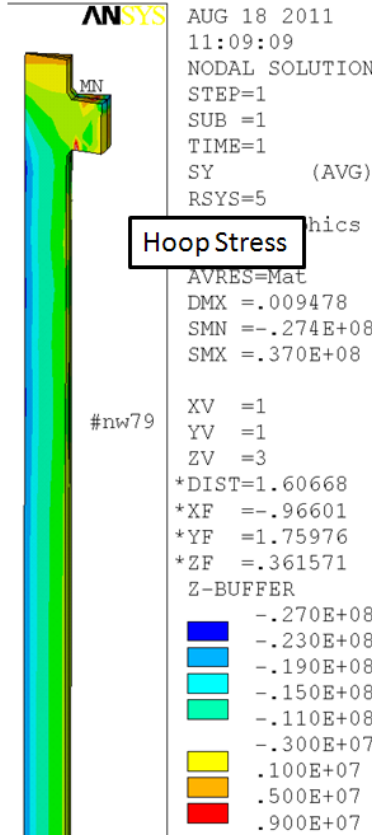 ANSYS
AUG 18 2011
11:09:09
NODAL SOLUTION
STEP=1
SUB =1
TIME=1
SY (AVG)
RSYS=5
Hoop Stress
AVRES=Mat
DMX =.009478
SMN =-.274E+08
SMX =.370E+08
MN
#nw79
XV =1
YV =1
ZV =3
*DIST=1.60668
*XF =-.96601
*YF =1.75976
*ZF =.361571
Z-BUFFER
-.270E+08
-.230E+08
-.190E+08
-.150E+08
-.110E+08
-.300E+07
.100E+07
.500E+07
.900E+07